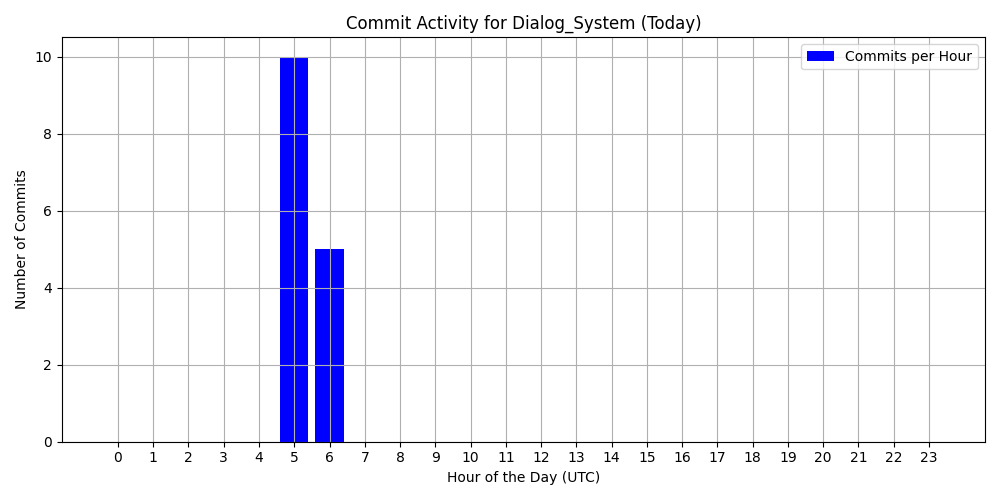 Commit Activity for Dialog_System (Today)
Commits per Hour
Number of Commits
10
8
6
4
2
0
0 1 2 3 4 5 6 7 8 9 10 11 12 13 14 15 16 17 18 19 20 21 22 23
Hour of the Day (UTC)